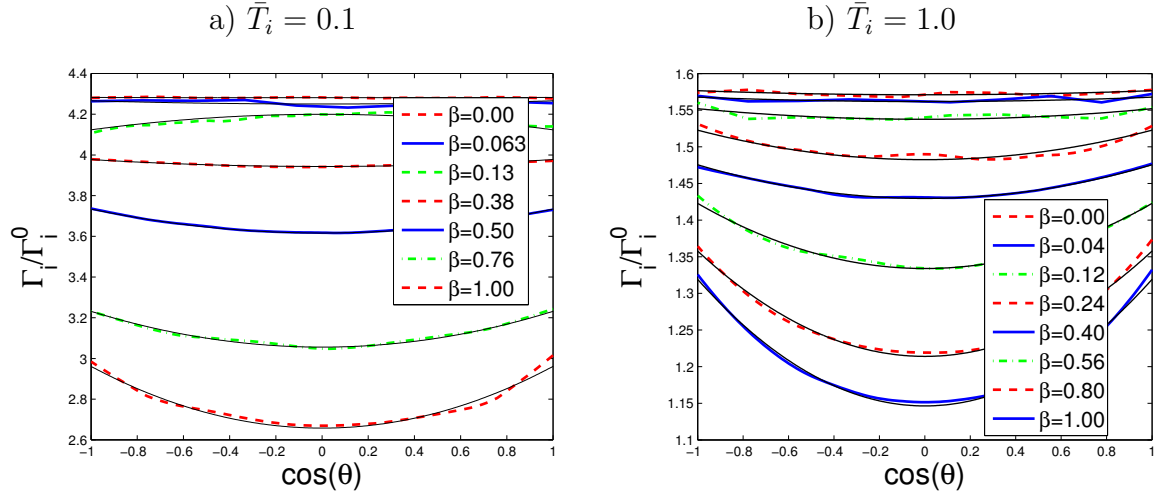 a) T̄ᵢ = 0.1
4.4
4.2
4
3.8
3.6
3.4
3.2
3
2.8
2.6
Γᵢ/Γᵢ⁰
β=0.00
β=0.063
β=0.13
β=0.38
β=0.50
β=0.76
β=1.00
−1 −0.8 −0.6 −0.4 −0.2 0 0.2 0.4 0.6 0.8 1
cos(θ)
b) T̄ᵢ = 1.0
1.6
1.55
1.5
1.45
1.4
1.35
1.3
1.25
1.2
1.15
1.1
Γᵢ/Γᵢ⁰
β=0.00
β=0.04
β=0.12
β=0.24
β=0.40
β=0.56
β=0.80
β=1.00
−1 −0.8 −0.6 −0.4 −0.2 0 0.2 0.4 0.6 0.8 1
cos(θ)